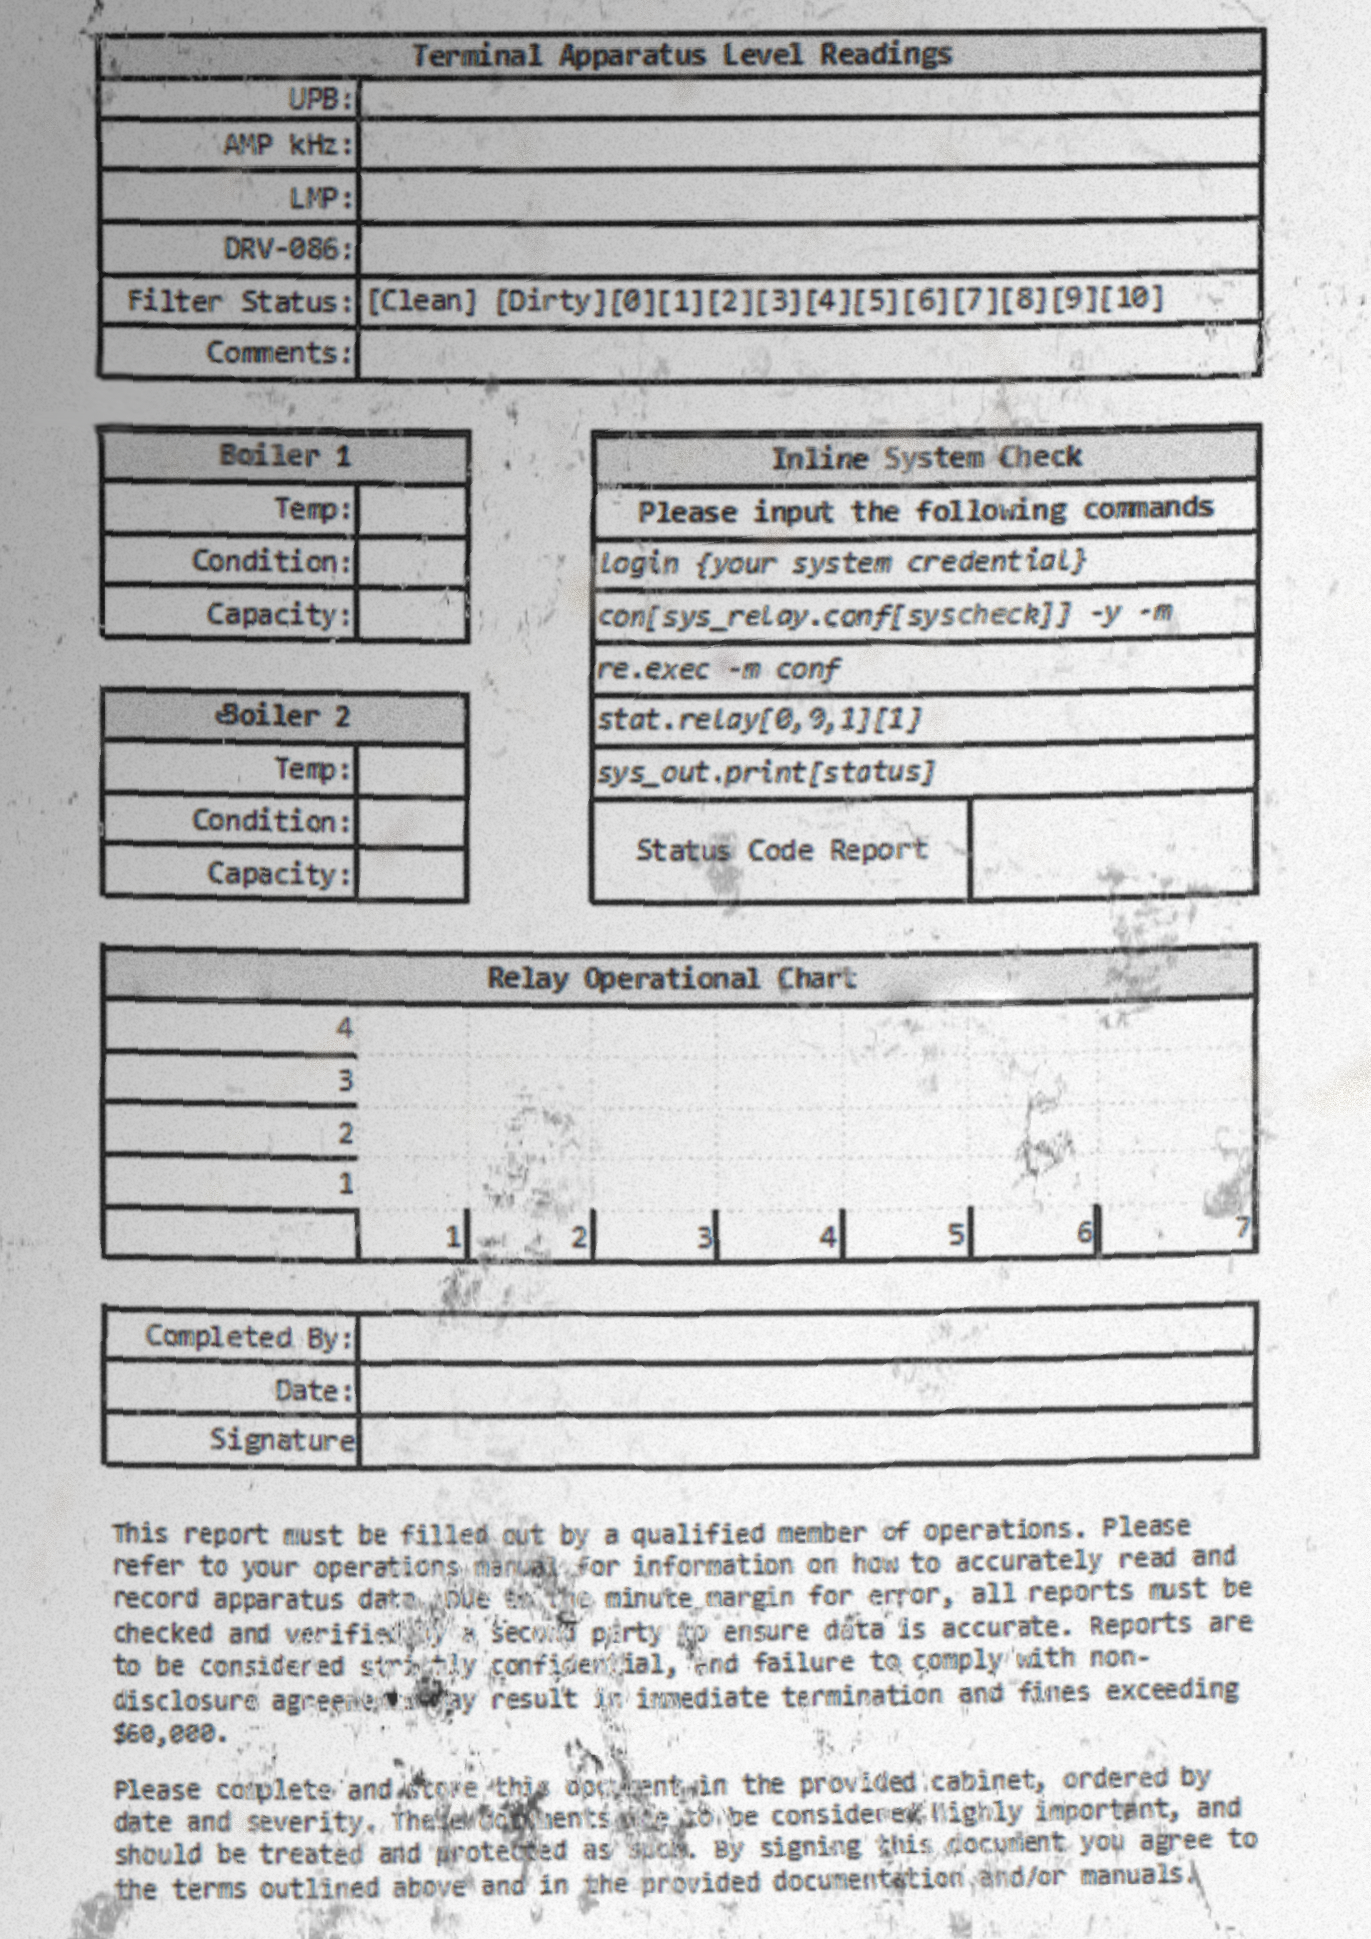 Terminal Apparatus Level Readings
UPB:
AMP kHz:
LMP:
DRV-086:
Filter Status: [Clean] [Dirty][0][1][2][3][4][5][6][7][8][9][10]
Comments:
Boiler 1
Temp:
Condition:
Capacity:
Boiler 2
Temp:
Condition:
Capacity:
Inline System Check
Please input the following commands
login {your system credential}
con[sys_relay.conf[syscheck]] -y -m
re.exec -m conf
stat.relay[0,9,1][1]
sys_out.print[status]
Status Code Report
Relay Operational Chart
4
3
2
1
1 2 3 4 5 6 7
Completed By:
Date:
Signature
This report must be filled out by a qualified member of operations. Please
refer to your operations manual for information on how to accurately read and
record apparatus data. Due to the minute margin for error, all reports must be
checked and verified by a second party to ensure data is accurate. Reports are
to be considered strictly confidential, and failure to comply with non-
disclosure agreements may result in immediate termination and fines exceeding
$60,000.
Please complete and store this document in the provided cabinet, ordered by
date and severity. These documents are to be considered highly important, and
should be treated and protected as such. By signing this document you agree to
the terms outlined above and in the provided documentation and/or manuals.